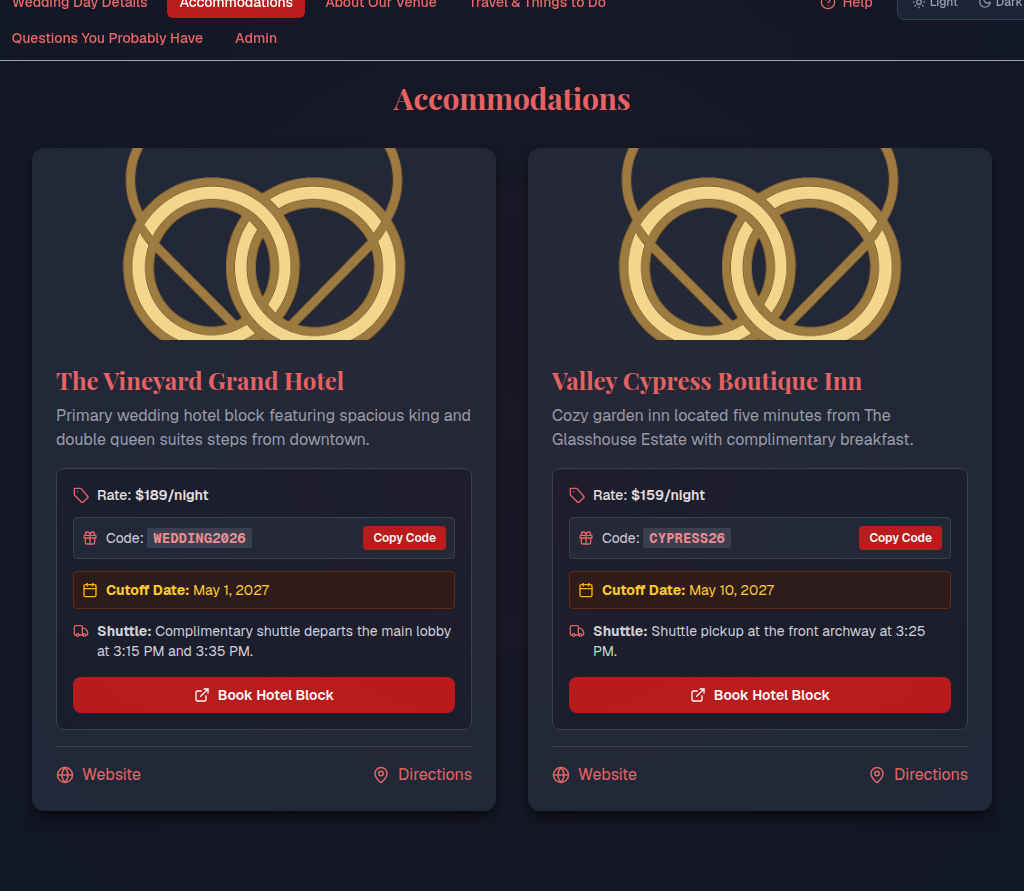 Wedding Day Details Accommodations About Our Venue Travel & Things to Do Help Light Dark
Questions You Probably Have Admin
Accommodations
The Vineyard Grand Hotel
Primary wedding hotel block featuring spacious king and
double queen suites steps from downtown.
Rate: $189/night
Code: WEDDING2026 Copy Code
Cutoff Date: May 1, 2027
Shuttle: Complimentary shuttle departs the main lobby
at 3:15 PM and 3:35 PM.
Book Hotel Block
Website Directions
Valley Cypress Boutique Inn
Cozy garden inn located five minutes from The
Glasshouse Estate with complimentary breakfast.
Rate: $159/night
Code: CYPRESS26 Copy Code
Cutoff Date: May 10, 2027
Shuttle: Shuttle pickup at the front archway at 3:25
PM.
Book Hotel Block
Website Directions